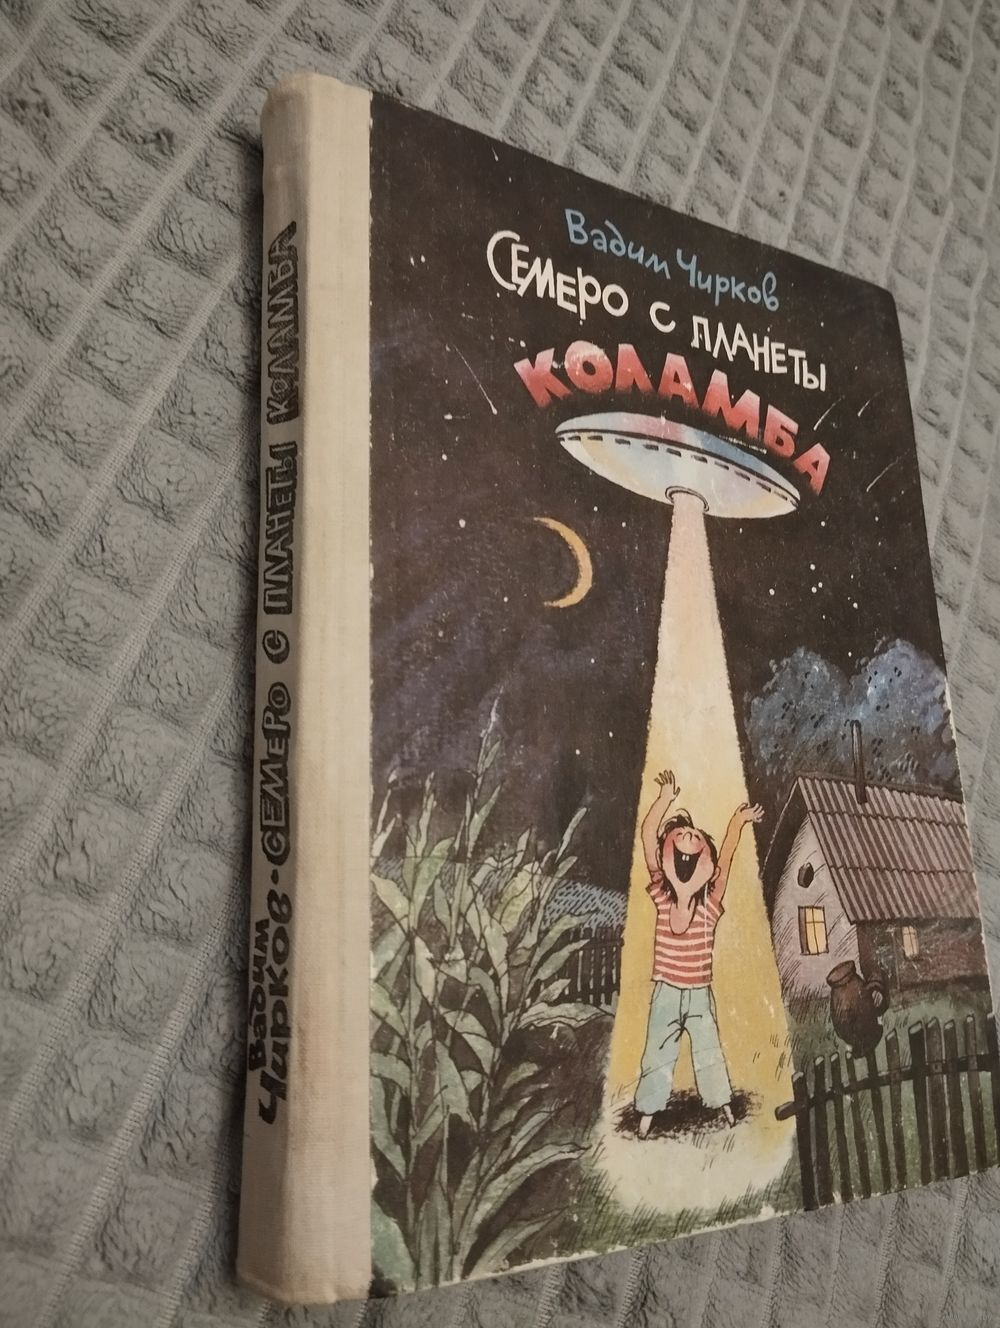 Вадим Чирков
Семеро с планеты
Коламба
Вадим
Чирков • Семеро с планеты Коламба